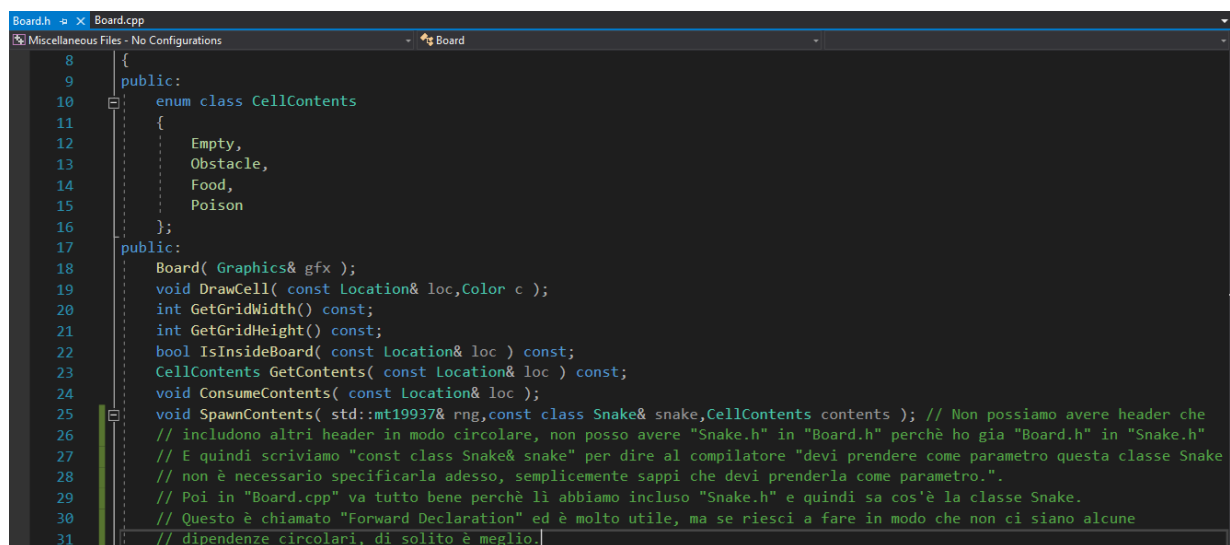 Board.h Board.cpp
Miscellaneous Files - No Configurations Board
8 {
9 public:
10 enum class CellContents
11 {
12 Empty,
13 Obstacle,
14 Food,
15 Poison
16 };
17 public:
18 Board( Graphics& gfx );
19 void DrawCell( const Location& loc,Color c );
20 int GetGridWidth() const;
21 int GetGridHeight() const;
22 bool IsInsideBoard( const Location& loc ) const;
23 CellContents GetContents( const Location& loc ) const;
24 void ConsumeContents( const Location& loc );
25 void SpawnContents( std::mt19937& rng,const class Snake& snake,CellContents contents ); // Non possiamo avere header che
26 // includono altri header in modo circolare, non posso avere "Snake.h" in "Board.h" perchè ho gia "Board.h" in "Snake.h"
27 // E quindi scriviamo "const class Snake& snake" per dire al compilatore "devi prendere come parametro questa classe Snake
28 // non è necessario specificarla adesso, semplicemente sappi che devi prenderla come parametro.".
29 // Poi in "Board.cpp" va tutto bene perchè lì abbiamo incluso "Snake.h" e quindi sa cos'è la classe Snake.
30 // Questo è chiamato "Forward Declaration" ed è molto utile, ma se riesci a fare in modo che non ci siano alcune
31 // dipendenze circolari, di solito è meglio.